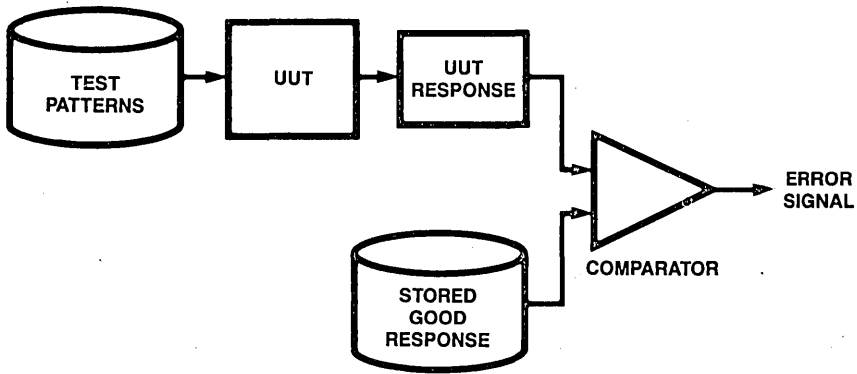 TEST
PATTERNS
UUT
UUT
RESPONSE
ERROR
SIGNAL
COMPARATOR
STORED
GOOD
RESPONSE